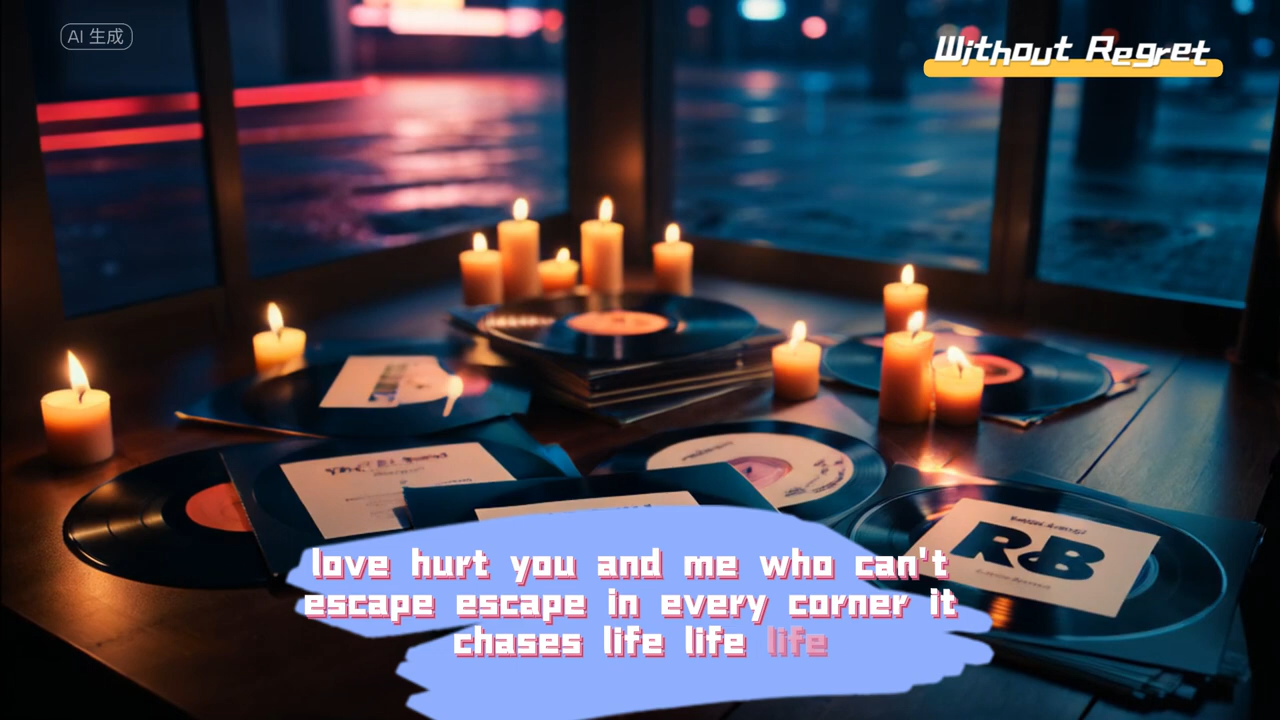 AI 生成
Without Regret
RB
love hurt you and me who can't
escape escape in every corner it
chases life life life